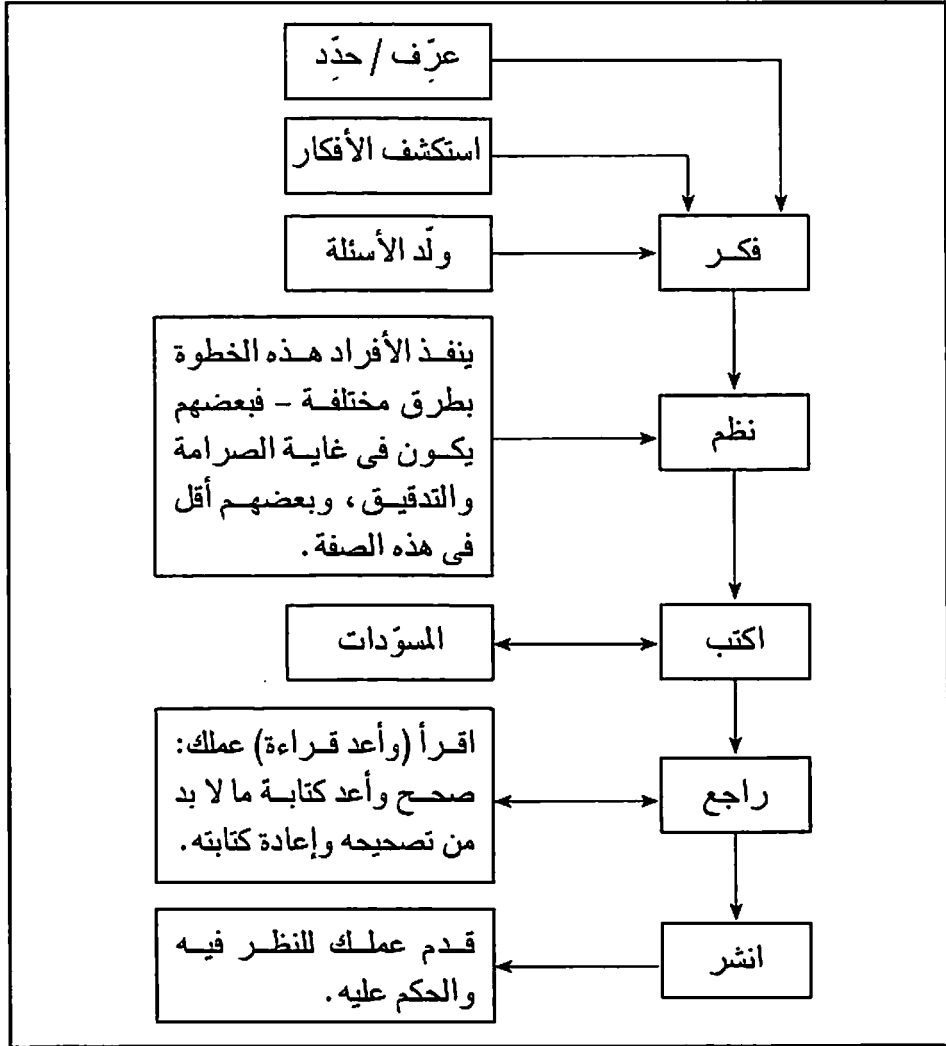 عرِّف / حدِّد
استكشف الأفكار
ولّد الأسئلة
فكر
ينفذ الأفراد هذه الخطوة
بطرق مختلفة – فبعضهم
يكون فى غاية الصرامة
والتدقيق، وبعضهم أقل
فى هذه الصفة.
نظم
المسوّدات
اكتب
اقرأ (وأعد قراءة) عملك:
صحح وأعد كتابة ما لا بد
من تصحيحه وإعادة كتابته.
راجع
قدم عملك للنظر فيه
والحكم عليه.
انشر